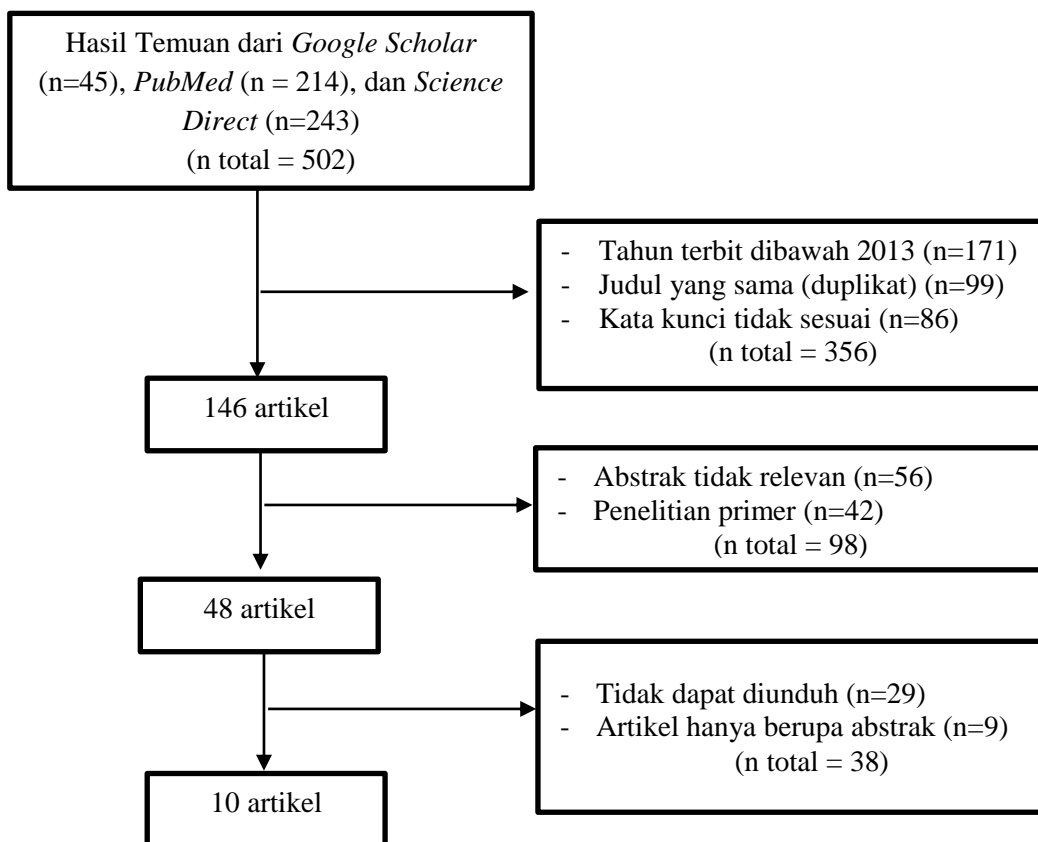 Hasil Temuan dari Google Scholar
(n=45), PubMed (n = 214), dan Science
Direct (n=243)
(n total = 502)
- Tahun terbit dibawah 2013 (n=171)
- Judul yang sama (duplikat) (n=99)
- Kata kunci tidak sesuai (n=86)
(n total = 356)
146 artikel
- Abstrak tidak relevan (n=56)
- Penelitian primer (n=42)
(n total = 98)
48 artikel
- Tidak dapat diunduh (n=29)
- Artikel hanya berupa abstrak (n=9)
(n total = 38)
10 artikel